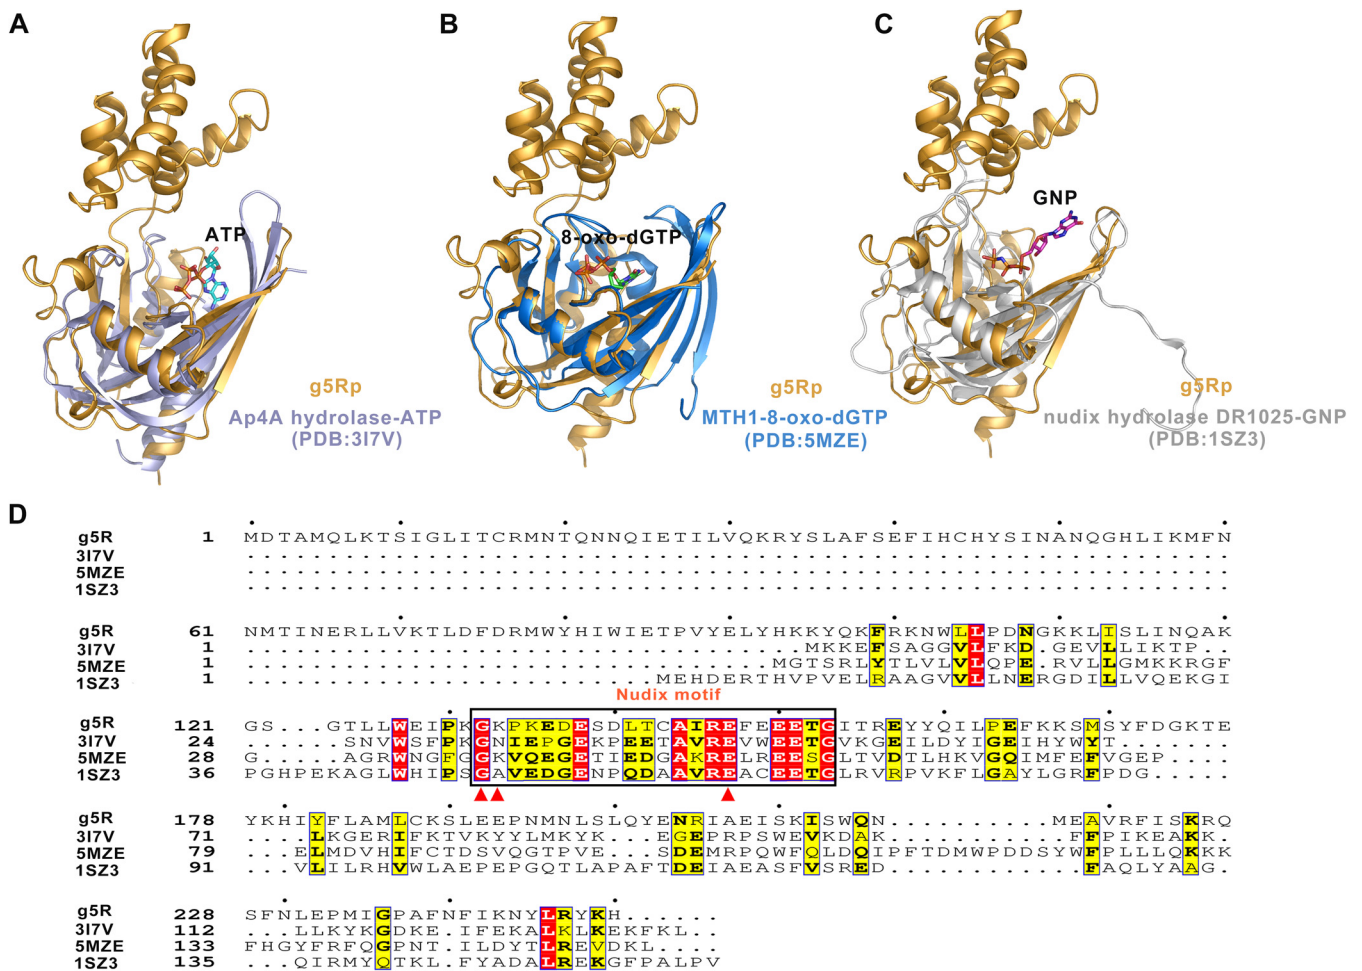 A
B
C
ATP
8-oxo-dGTP
GNP
g5Rp
Ap4A hydrolase-ATP
(PDB:3I7V)
g5Rp
MTH1-8-oxo-dGTP
(PDB:5MZE)
g5Rp
nudix hydrolase DR1025-GNP
(PDB:1SZ3)
D
g5R 1 MDTAMQLKTSIGLITCRMNTQNNQIETILVQKRYSLAFSEFIHCHYSINANQGHLIKMFN
3I7V ............................................................
5MZE ............................................................
1SZ3 ............................................................
g5R 61 NMTINERLLVKTLDFDRMWYHIWIETPVYELYHKKYQKFRKNWLLPDNGKKLISLINQAK
3I7V 1 ..................................MKKEFSAGGVLFKD.GEVLLIKTP..
5MZE 1 ................................MGTSRLYTLVLVLQPE.RVLLGMKKRGF
1SZ3 1 .........................MEHDERTHVPVELRAAGVVLLNERGDILLVQEKGI
Nudix motif
g5R 121 GS...GTLLWEIPKGKPKEDESDLTCAIREFEEETGITREYYQILPEFKKSMSYFDGKTE
3I7V 24 ......SNVWSFPKGNIEPGEKPEETAVREVWEETGVKGEILDYIGEIHYWYT.......
5MZE 28 G.....AGRWNGFGGKVQEGETIEDGAKRELREESGLTVDTLHKVGQIMFEFVGEP....
1SZ3 36 PGHPEKAGLWHIPSGAVEDGENPQDAAVREACEETGLRVRPVKFLGAYLGRFPDG.....
g5R 178 YKHIYFLAMLCKSLEEPNMNLSLQYENRIAEISKISWQN..........MEAVRFISKRQ
3I7V 71 ....LKGERIFKTVKYYLMKYK...EGEPRPSWEVKDAK............FPIKEAK..
5MZE 79 ...ELMDVHIFCTDSVQGTPVE...SDEMRPQWFQLDQIPFTDMWPDDSYWFPLLLQKKK
1SZ3 91 ...VLILRHVWLAEPEPGQTLAPAFTDEIAEASFVSRED............FAQLYAAG.
g5R 228 SFNLEPMIGPAFNFIKNYLRYKH......
3I7V 112 ..LLKYKGDKE.IFEKALKLKEKFKL...
5MZE 133 FHGYFRFQGPNT.ILDYTLREVDKL....
1SZ3 135 ..QIRMYQTKL.FYADALREKGFPALPV